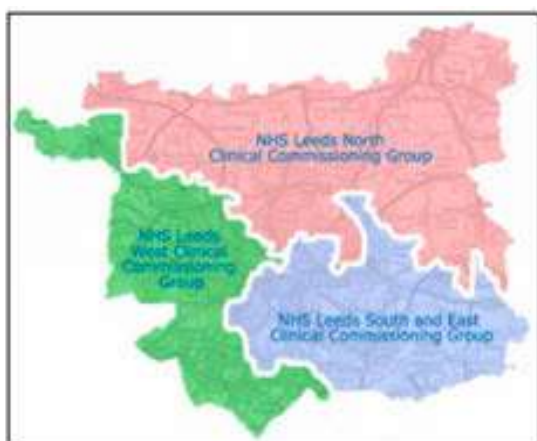 NHS Leeds North
Clinical Commissioning Group
NHS Leeds
West Clinical
Commissioning
Group
NHS Leeds South and East
Clinical Commissioning Group